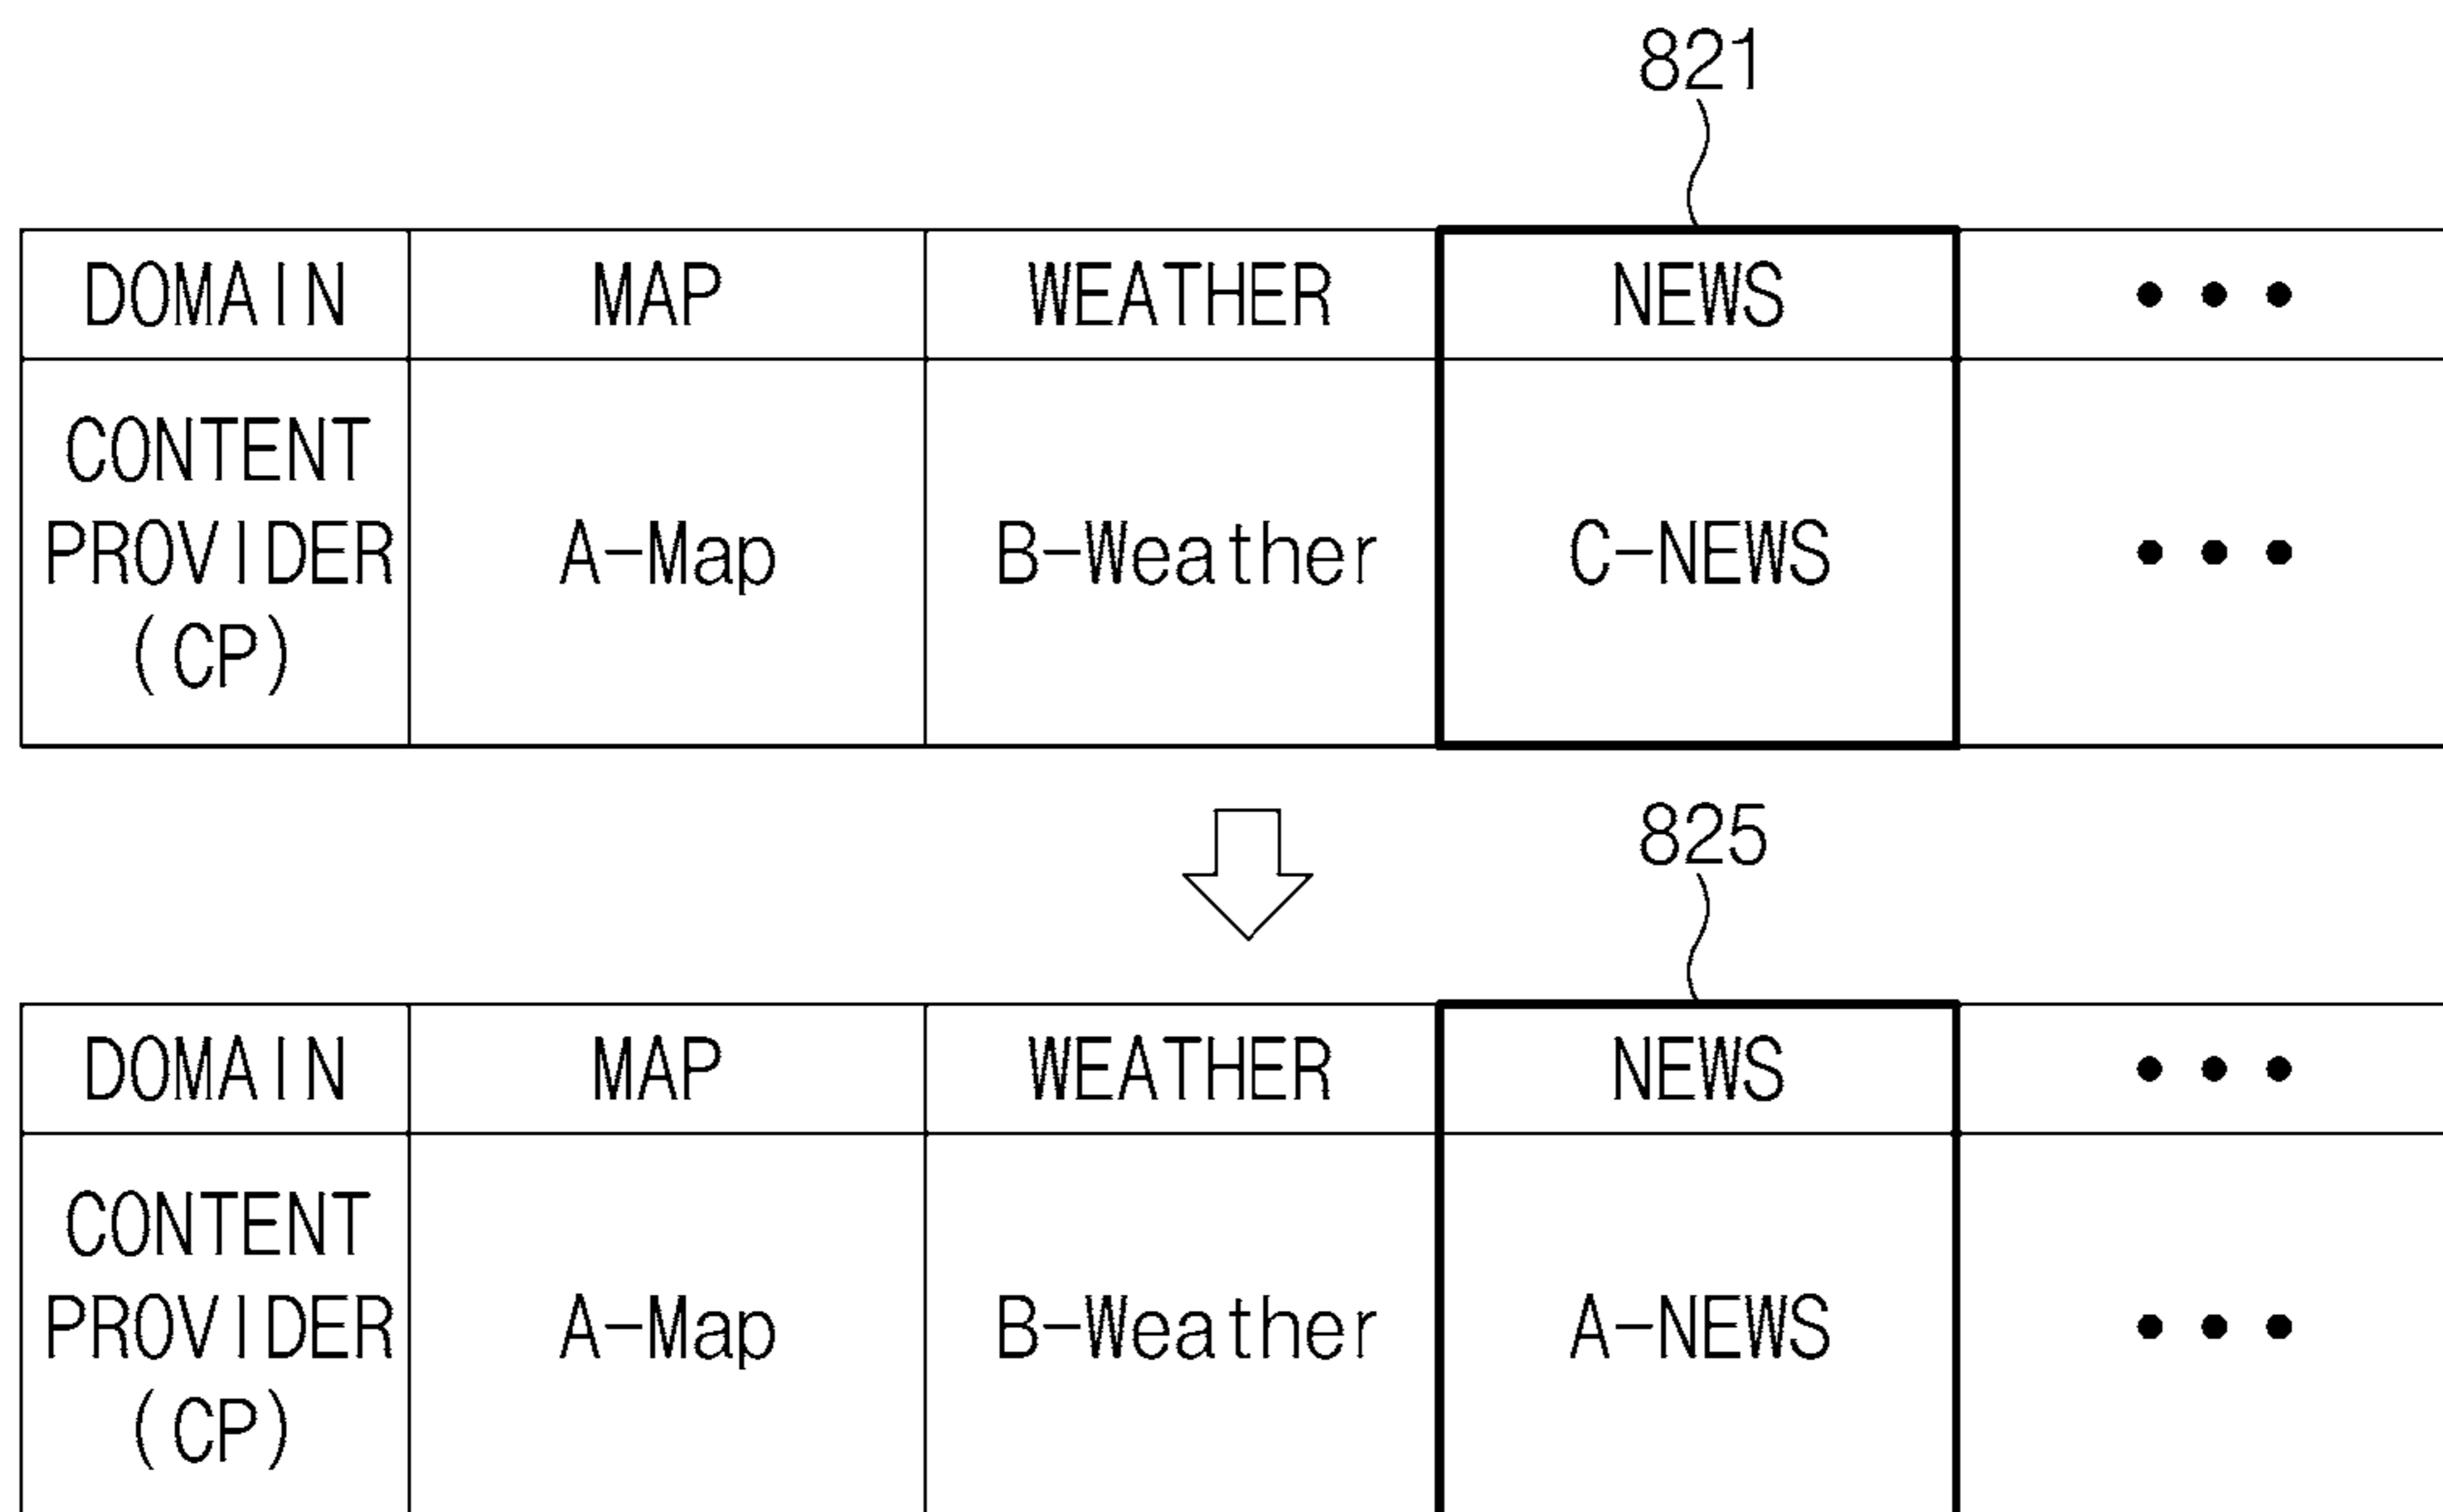 821
DOMAIN MAP WEATHER NEWS •••
CONTENT
PROVIDER A-Map B-Weather C-NEWS •••
(CP)
825
DOMAIN MAP WEATHER NEWS •••
CONTENT
PROVIDER A-Map B-Weather A-NEWS •••
(CP)